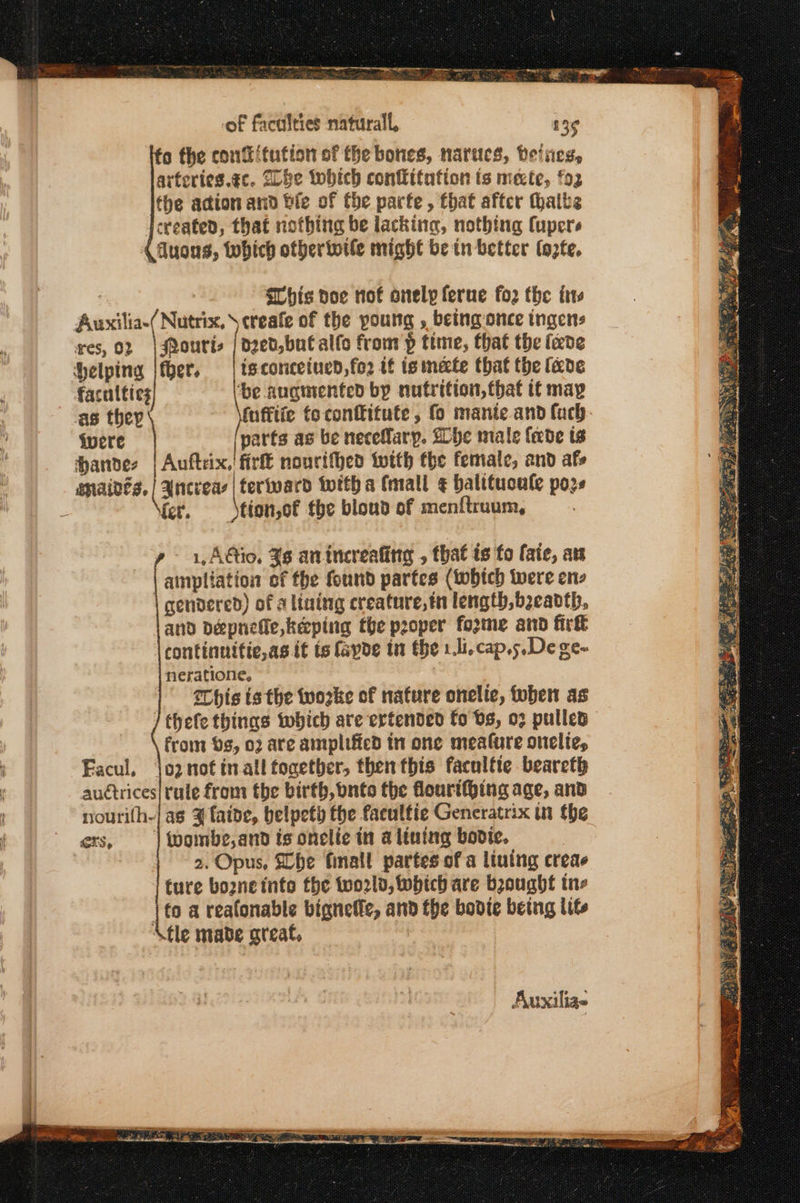 of faculties naturall, 135
to the conſtitution of the bones, narues, veines,
arteries.&c. The which conſtitution is meete, for
the action and vſe of the parte, that after ſhalbe
created, that nothing be lacking, nothing ſuper-
fluous, which otherwiſe might be in better ſorte.
Auxilia-
res, or
helping
faculties
as they
were
hande-
maidēs.
Nutrix,
Nouri-
ſher.
Auſtrix,
Increa-
ſer.
This doe not onely ſerue for the in-
creaſe of the young, being once ingen-
dred, but alſo from þͤ time, that the ſeede
is conceiued, for it is meete that the ſeede
be augmented by nutrition, that it may
ſuffiſe to conſtitute, ſo manie and ſuch
parts as be neceſſary. The male ſeede is
firſt nouriſhed with the female, and af-
terward with a ſmall & halituouſe por-
tion, of the bloud of menſtruum,
1, Actio, Is an increaſing, that is to ſaie, an
ampliation of the ſound partes (which were en-
gendered) of a liuing creature, in length, breadth,
and deepneſſe, keeping the proper forme and firſt
continuitie, as it is ſayde in the 1.li.cap.5.De ge-
neratione.
This is the worke of nature onelie, when as
theſe things which are extended to vs, or pulled
from vs, or are amplified in one meaſure onelie,
or not in all together, then this facultie beareth
rule from the birth, vnto the flouriſhing age, and
as I ſaide, helpeth the facultie Generatrix in the
wombe, and is onelie in a liuing bodie.
2. Opus, The ſmall partes of a liuing crea-
ture borne into the world, which are brought in-
to a reaſonable bigneſſe, and the bodie being lit-
tle made great.
Facul,
auctrices
nouriſh-
ers,
Auxilia-